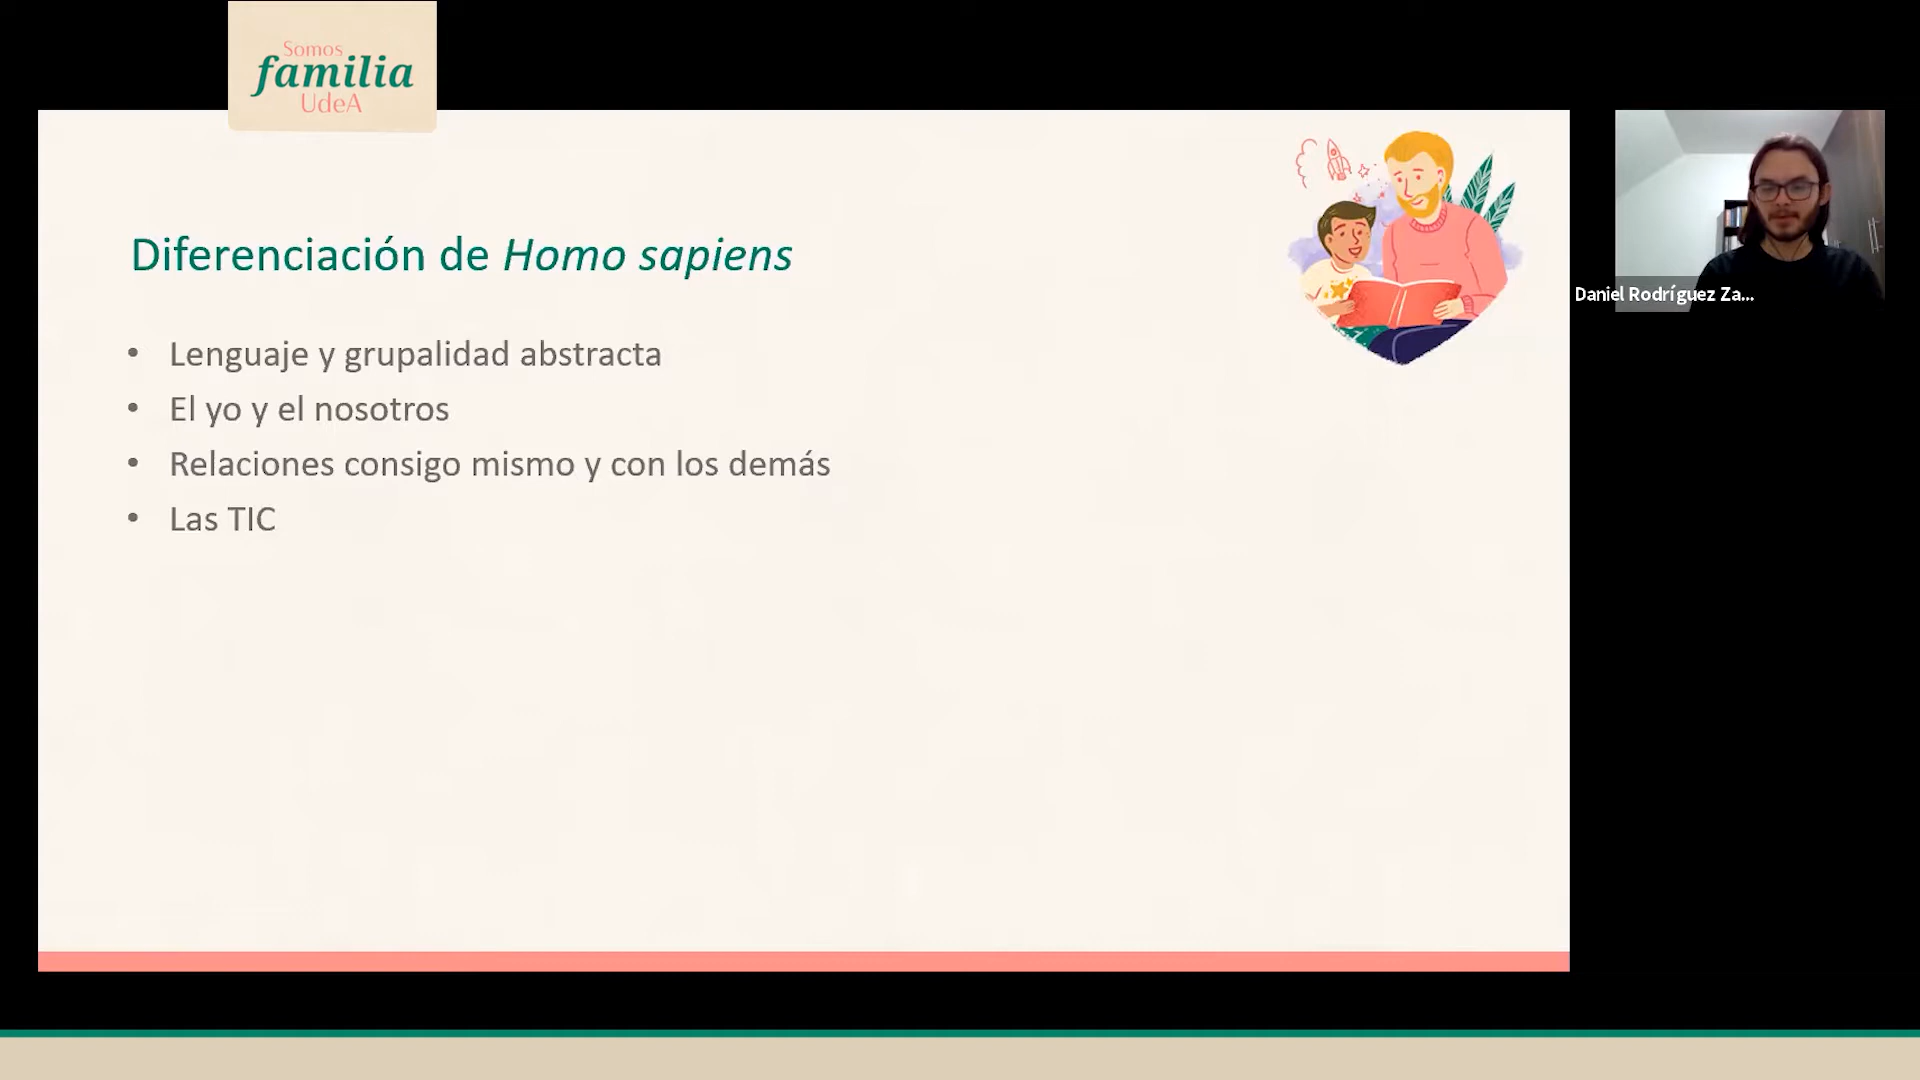 Somos
familia
UdeA
Diferenciación de Homo sapiens
• Lenguaje y grupalidad abstracta
• El yo y el nosotros
• Relaciones consigo mismo y con los demás
• Las TIC
Daniel Rodríguez Za...